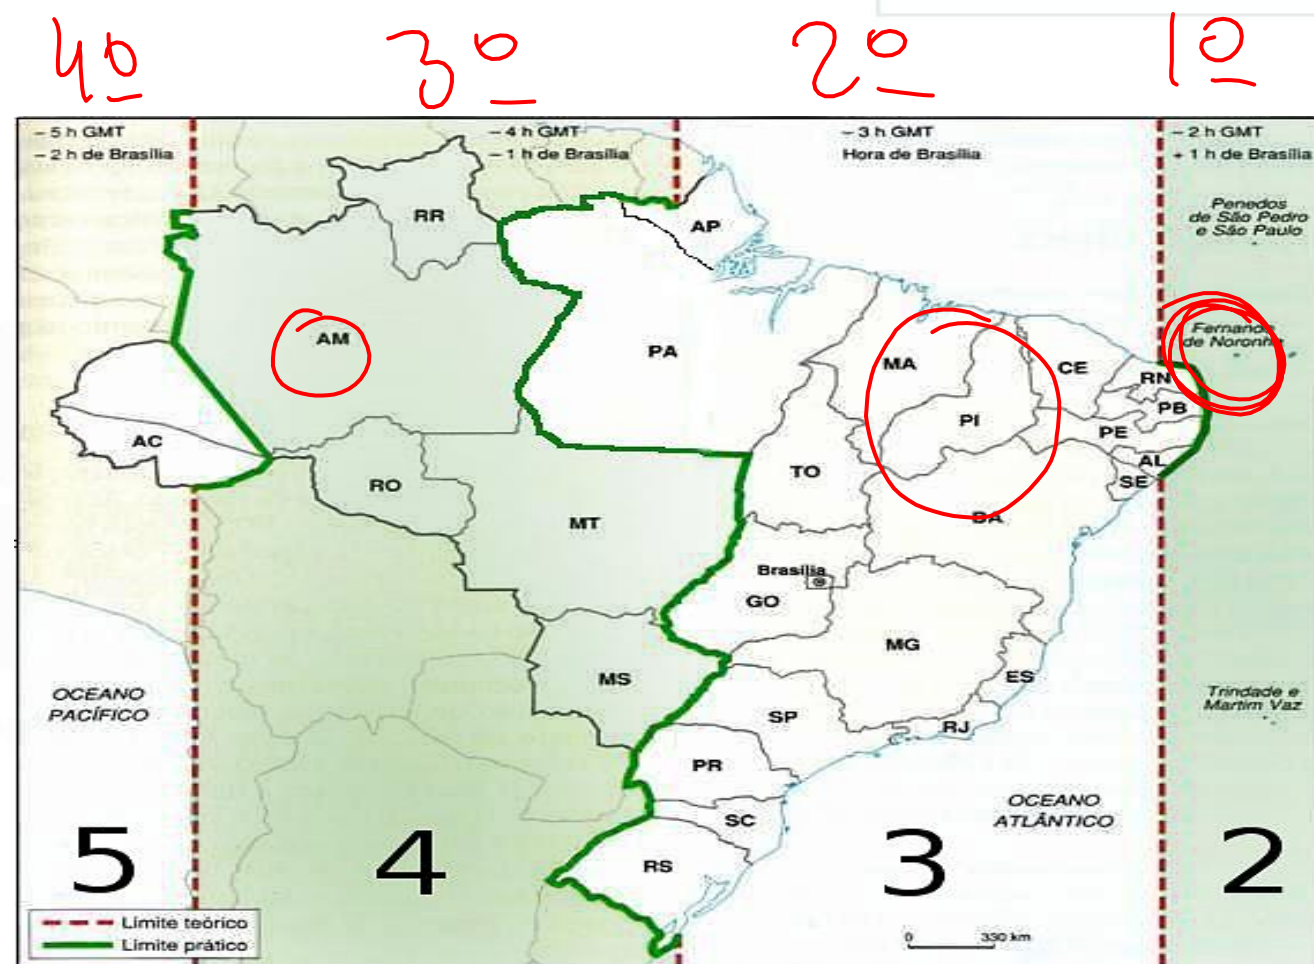 4º 3º 2º 1º
– 5 h GMT
– 2 h de Brasília
– 4 h GMT
– 1 h de Brasília
– 3 h GMT
Hora de Brasília
– 2 h GMT
+ 1 h de Brasília
Penedos
de São Pedro
e São Paulo
RR
AP
AM
PA
MA
CE
Fernando
de Noronha
RN
PB
PI
PE
AC
AL
TO
SE
RO
MT
BA
Brasília
GO
MG
MS
ES
OCEANO
PACÍFICO
Trindade e
Martim Vaz
SP
RJ
PR
OCEANO
ATLÂNTICO
SC
RS
5 4 3 2
Limite teórico
Limite prático
0 330 km